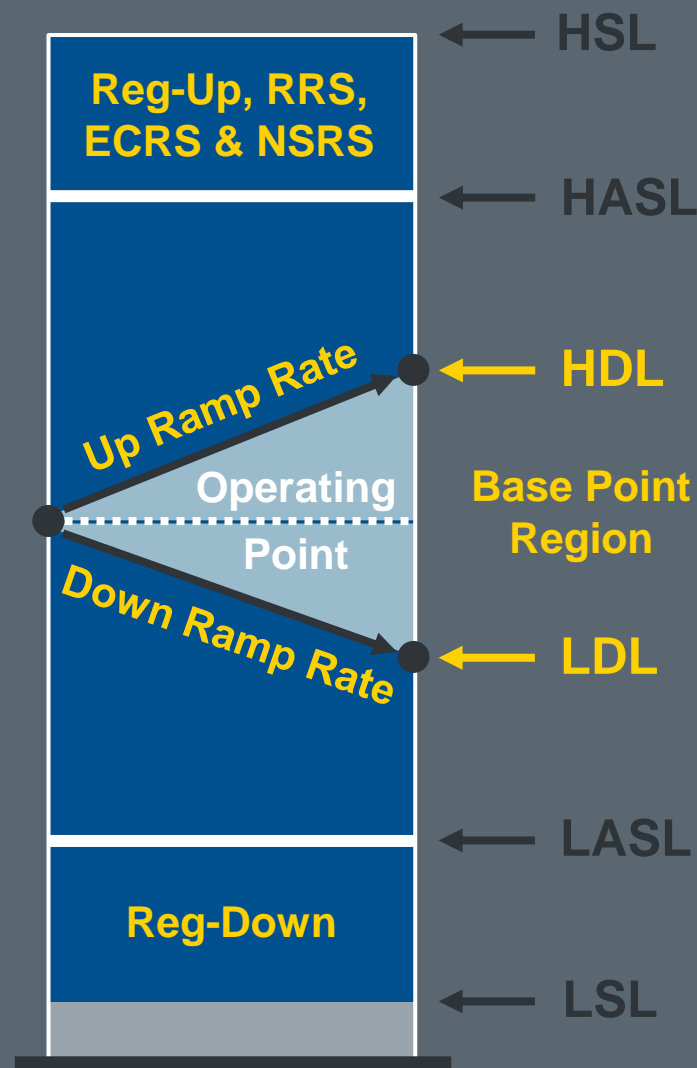 HSL
Reg-Up, RRS,
ECRS & NSRS
HASL
HDL
Up Ramp Rate
Operating
Point
Base Point
Region
Down Ramp Rate
LDL
LASL
Reg-Down
LSL